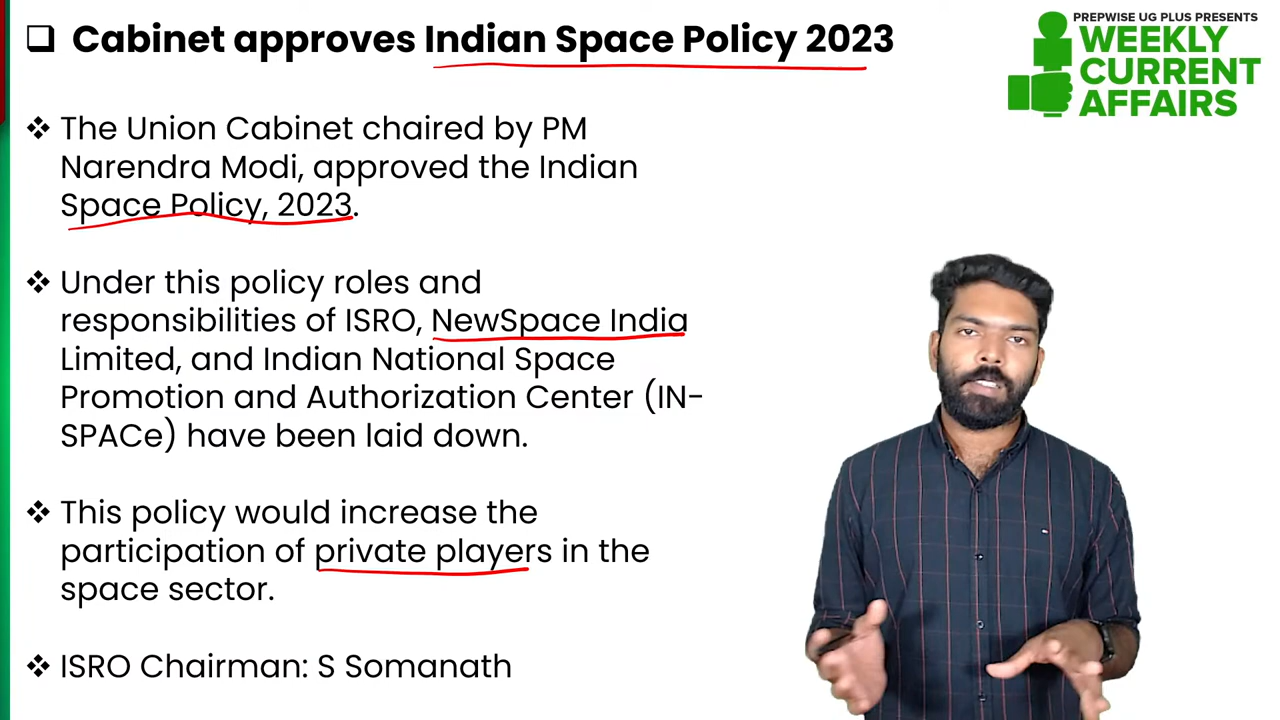 Cabinet approves Indian Space Policy 2023
PREPWISE UG PLUS PRESENTS
WEEKLY
CURRENT
AFFAIRS
The Union Cabinet chaired by PM
Narendra Modi, approved the Indian
Space Policy, 2023.
Under this policy roles and
responsibilities of ISRO, NewSpace India
Limited, and Indian National Space
Promotion and Authorization Center (IN-
SPACe) have been laid down.
This policy would increase the
participation of private players in the
space sector.
ISRO Chairman: S Somanath